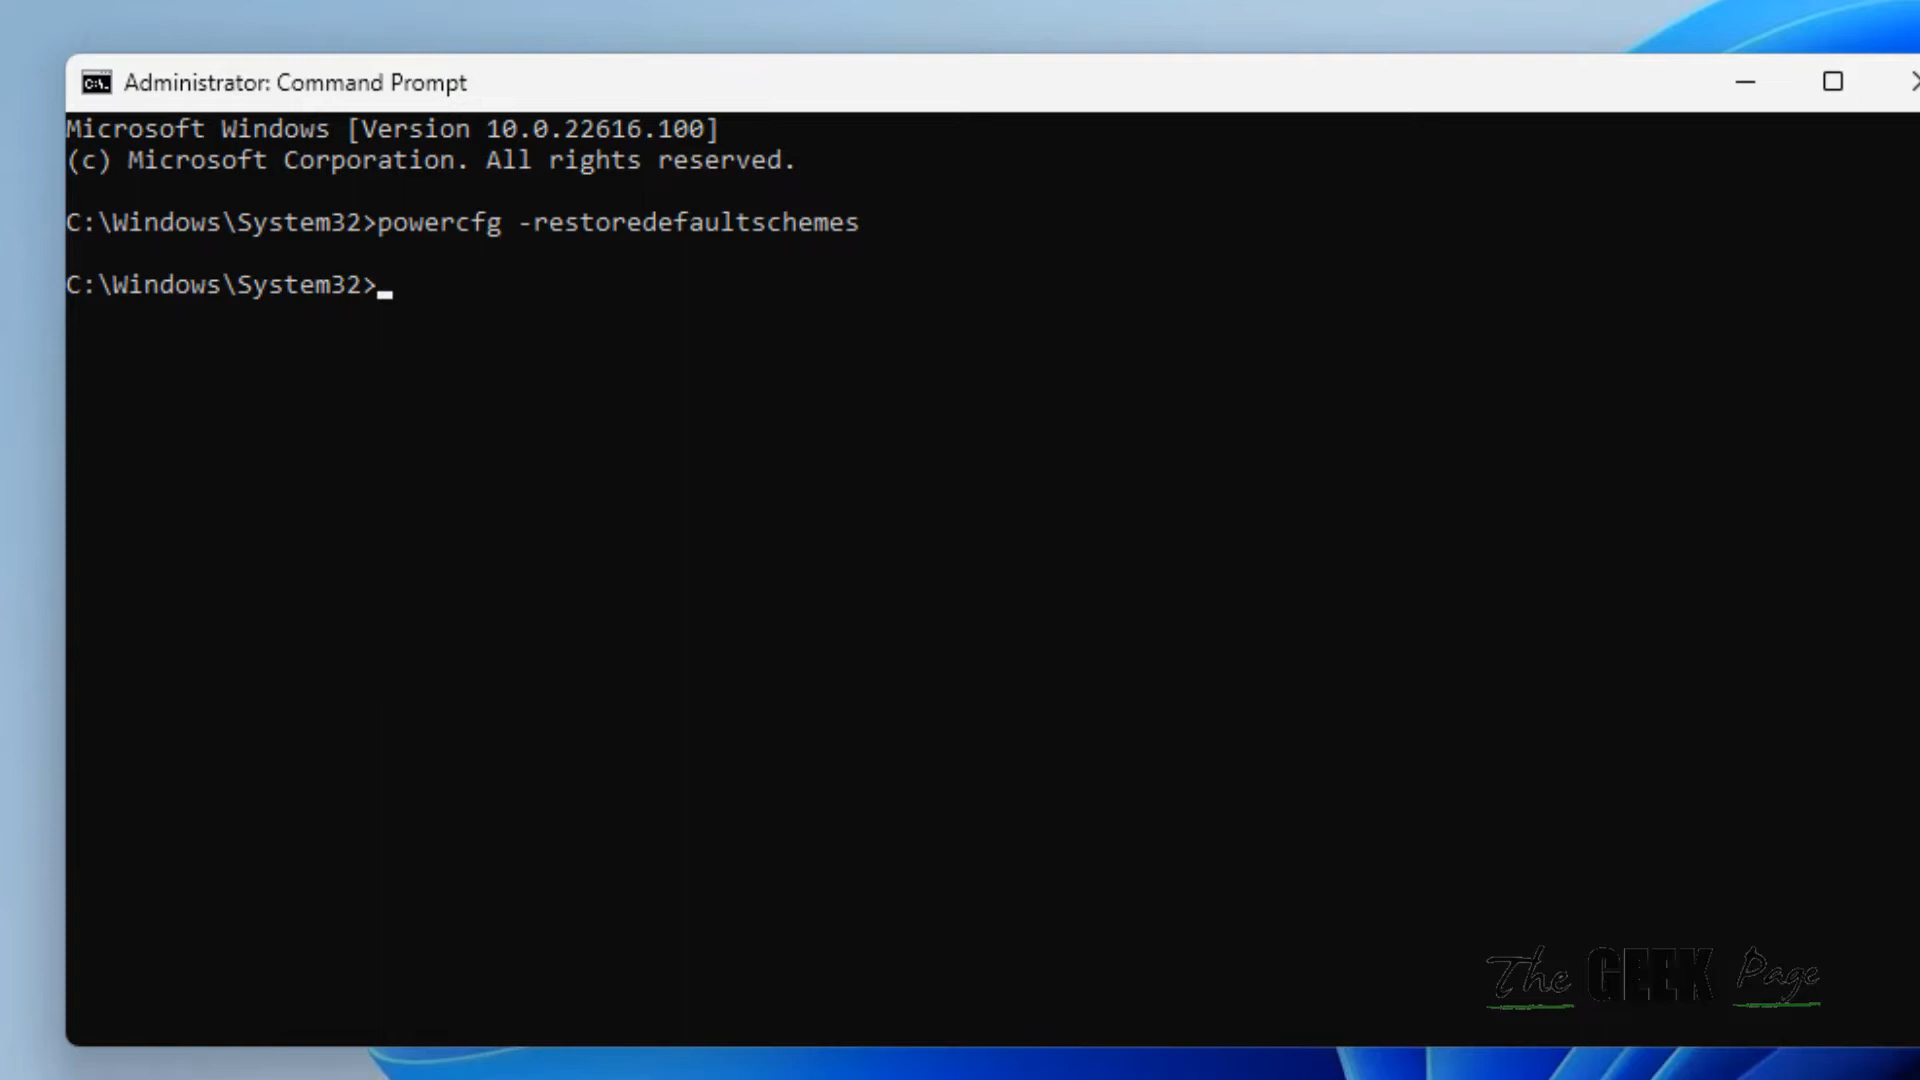 Administrator: Command Prompt
Microsoft Windows [Version 10.0.22616.100]
(c) Microsoft Corporation. All rights reserved.
C:\Windows\System32>powercfg -restoredefaultschemes
C:\Windows\System32>
The GEEK Page